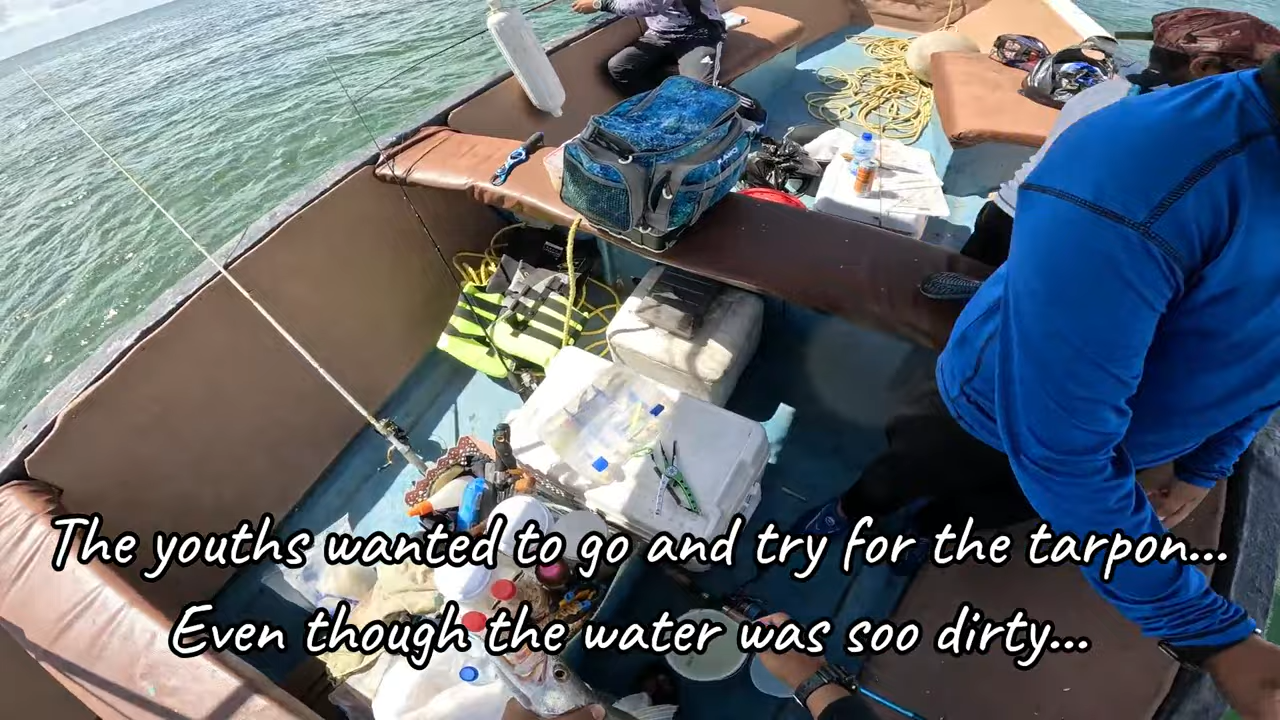 The youths wanted to go and try for the tarpon...
Even though the water was soo dirty...